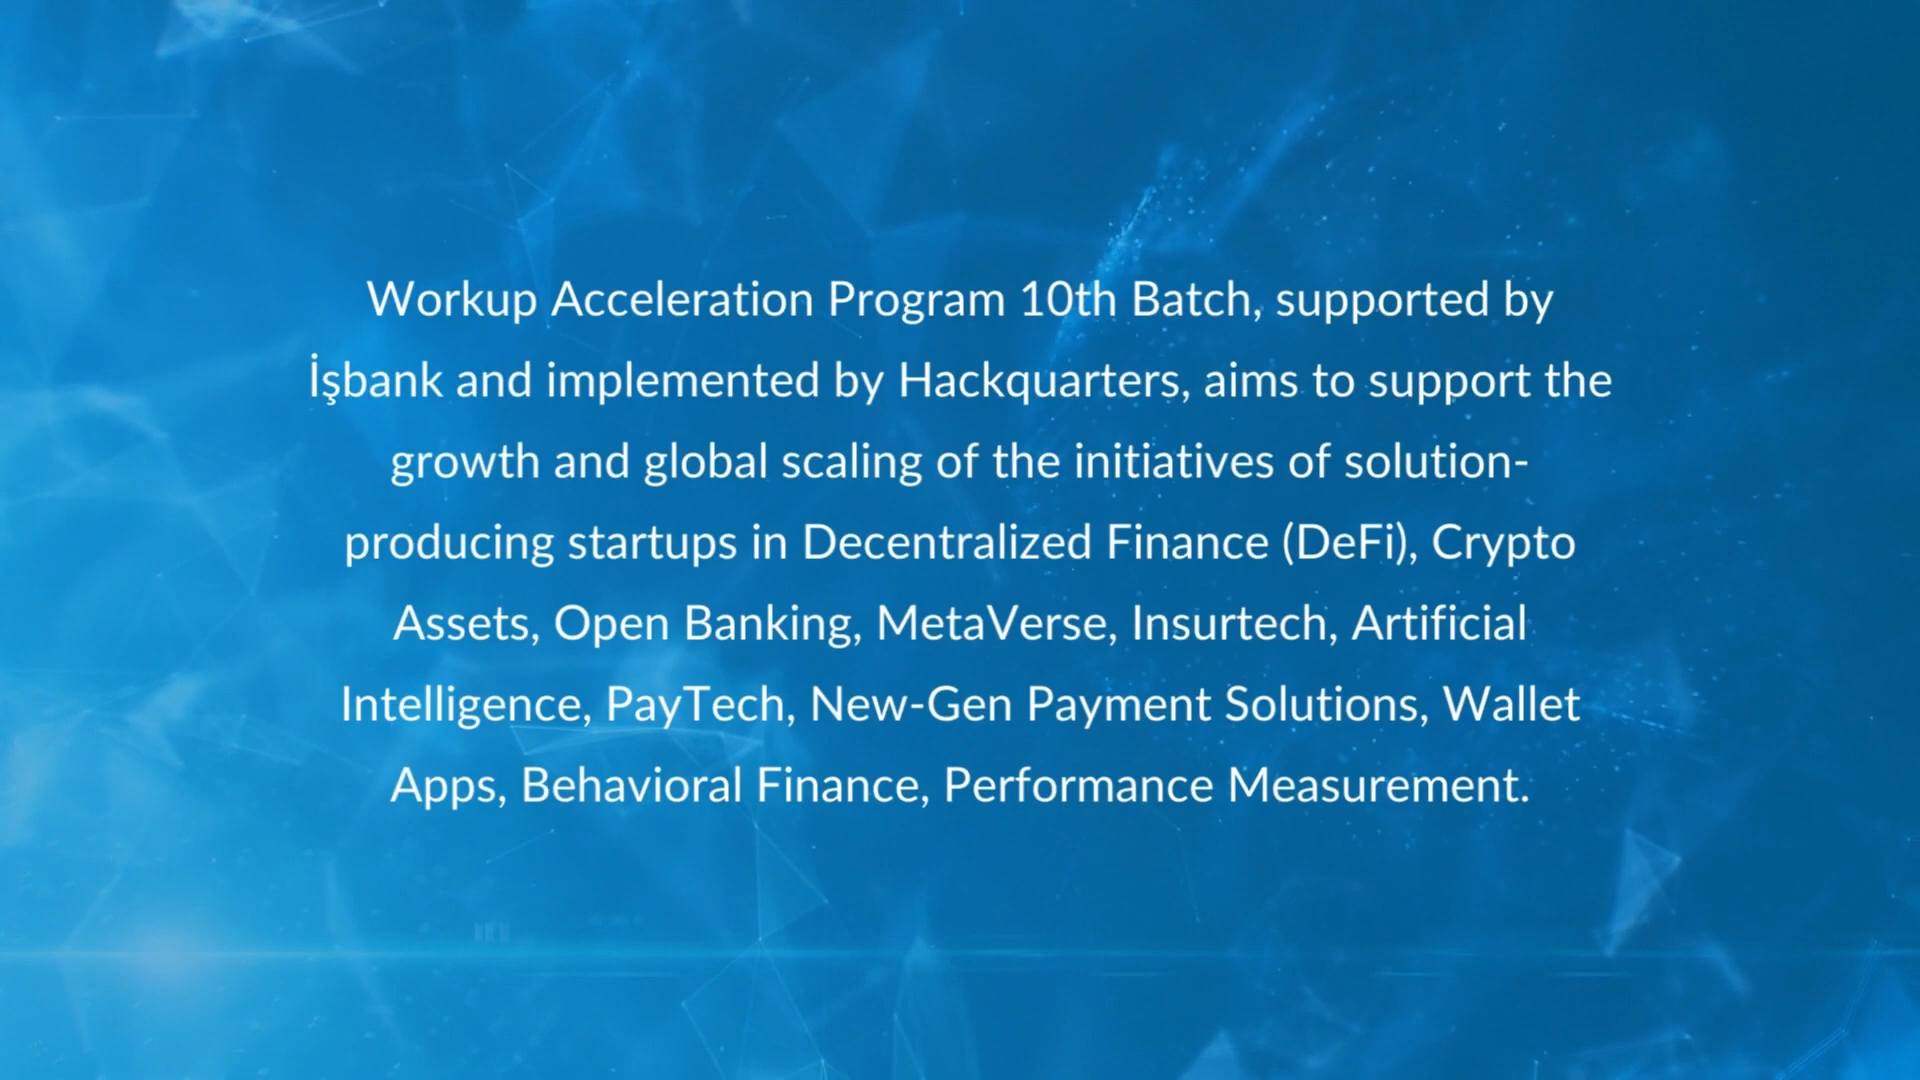 Workup Acceleration Program 10th Batch, supported by
İşbank and implemented by Hackquarters, aims to support the
growth and global scaling of the initiatives of solution-
producing startups in Decentralized Finance (DeFi), Crypto
Assets, Open Banking, MetaVerse, Insurtech, Artificial
Intelligence, PayTech, New-Gen Payment Solutions, Wallet
Apps, Behavioral Finance, Performance Measurement.